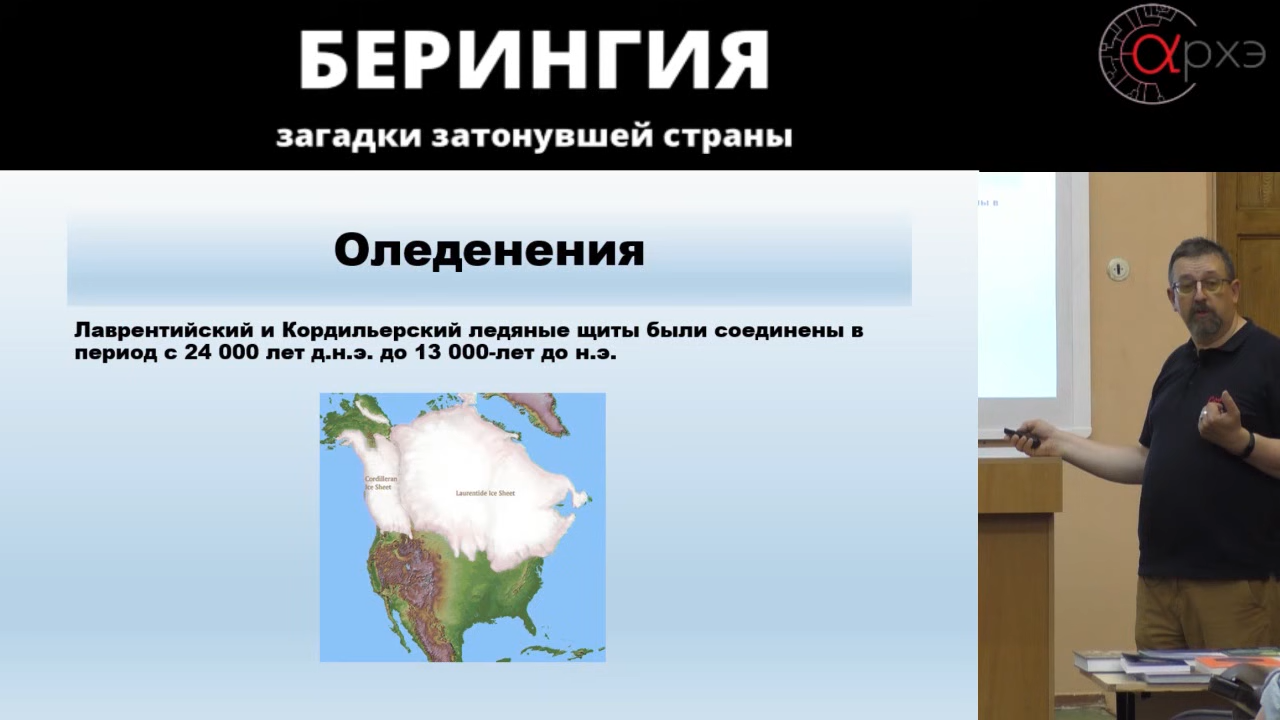 БЕРИНГИЯ
загадки затонувшей страны
αрхэ
Оледенения
Лаврентийский и Кордильерский ледяные щиты были соединены в
период с 24 000 лет д.н.э. до 13 000-лет до н.э.
Cordilleran
Ice Sheet
Laurentide Ice Sheet
ы в